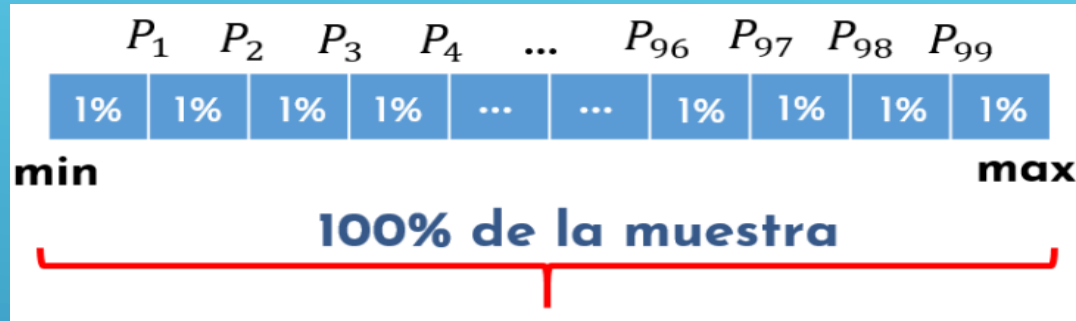 P₁ P₂ P₃ P₄ ... P₉₆ P₉₇ P₉₈ P₉₉
1% 1% 1% 1% ... ... 1% 1% 1% 1%
min max
100% de la muestra